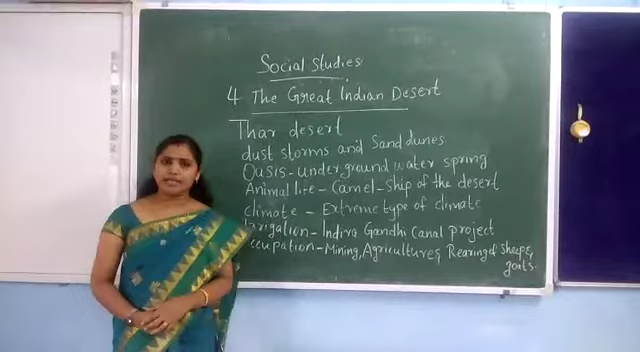 Social studies
4 The Great Indian Desert
Thar desert
dust storms and Sand dunes
Oasis - underground water spring
Animal life - Camel - Ship of the desert
climate - Extreme type of climate
Irrigation - Indira Gandhi Canal project
ccupation - Mining, Agriculture & Rearing of Sheep &
goats.